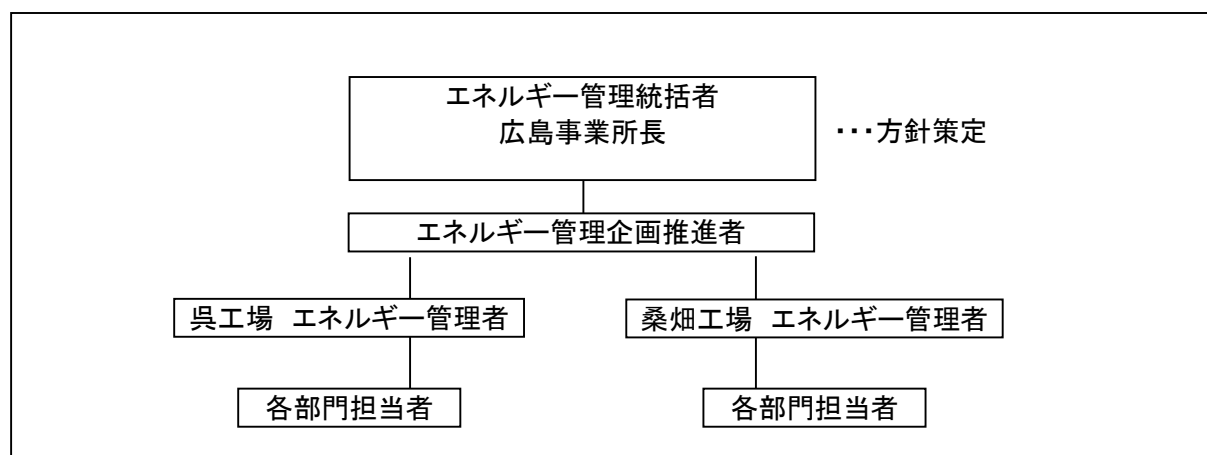 エネルギー管理統括者
広島事業所長
・・・方針策定
エネルギー管理企画推進者
呉工場　エネルギー管理者
桑畑工場　エネルギー管理者
各部門担当者
各部門担当者